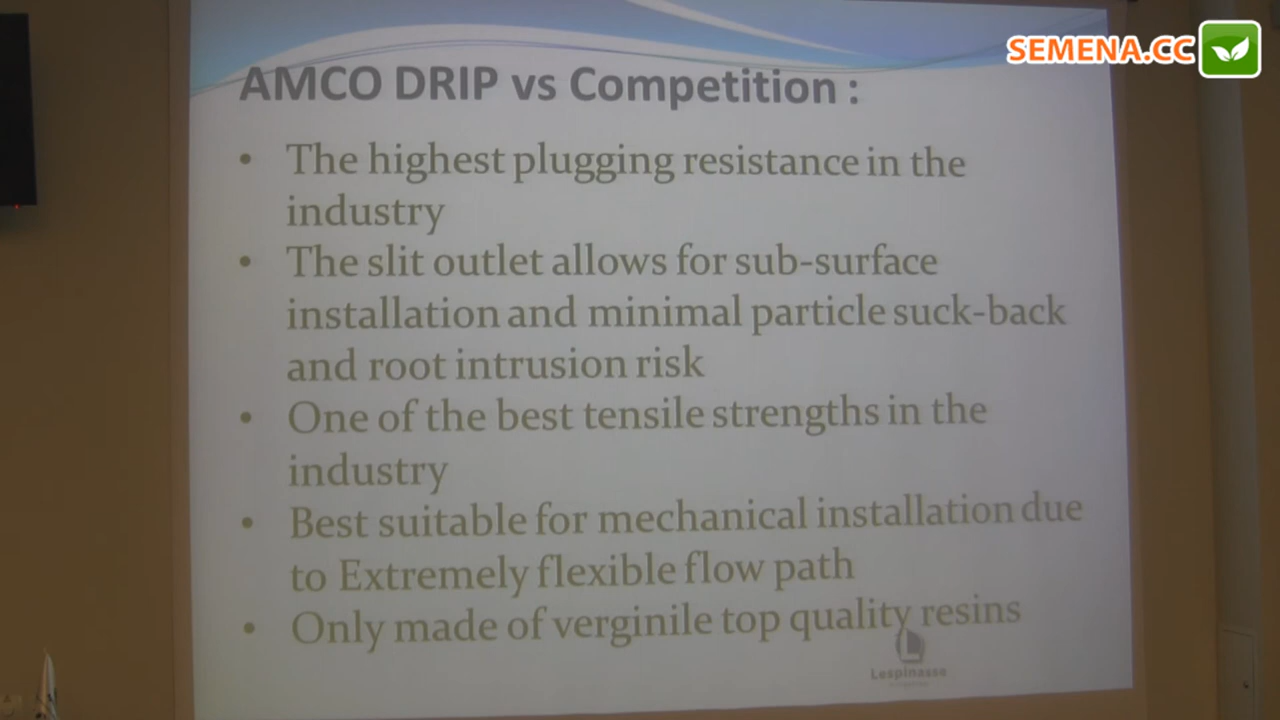 SEMENA.CC
AMCO DRIP vs Competition :
• The highest plugging resistance in the
industry
• The slit outlet allows for sub-surface
installation and minimal particle suck-back
and root intrusion risk
• One of the best tensile strengths in the
industry
• Best suitable for mechanical installation due
to Extremely flexible flow path
• Only made of verginile top quality resins
Lespinasse